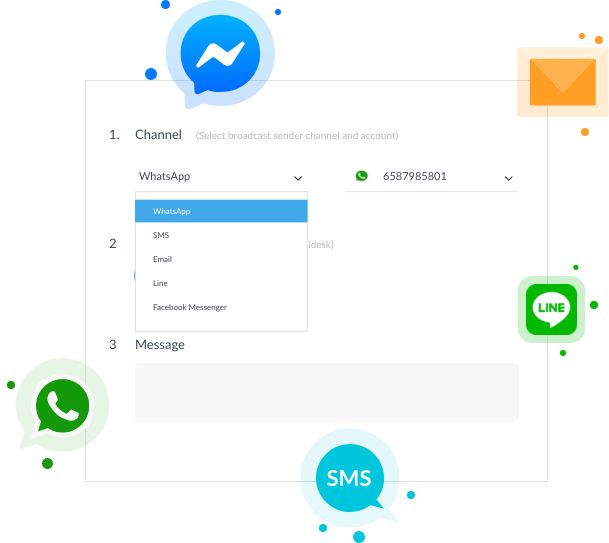 1. Channel (Select broadcast sender channel and account)
WhatsApp 6587985801
WhatsApp
SMS
2 idesk)
Email
Line
LINE
Facebook Messenger
3 Message
SMS